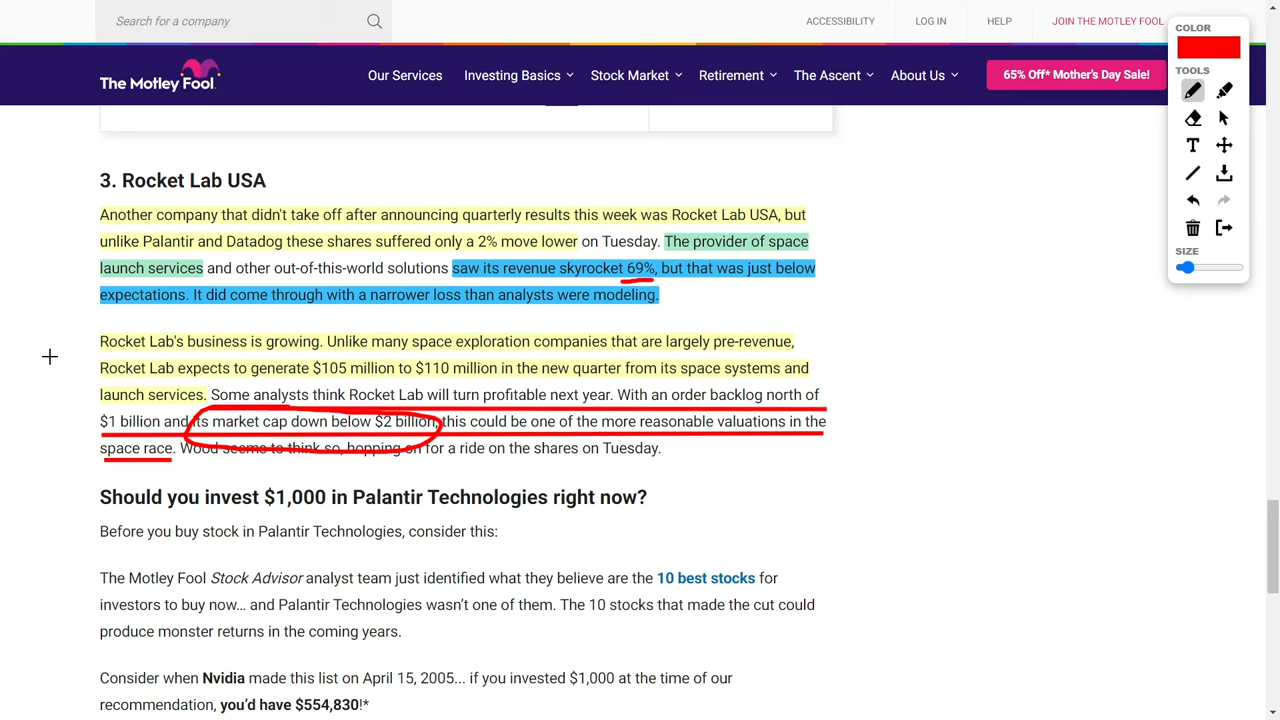 Search for a company
ACCESSIBILITY
LOG IN
HELP
JOIN THE MOTLEY FOOL
COLOR
TOOLS
T
SIZE
The Motley Fool
Our Services
Investing Basics
Stock Market
Retirement
The Ascent
About Us
65% Off* Mother's Day Sale!
3. Rocket Lab USA
Another company that didn't take off after announcing quarterly results this week was Rocket Lab USA, but
unlike Palantir and Datadog these shares suffered only a 2% move lower on Tuesday. The provider of space
launch services and other out-of-this-world solutions saw its revenue skyrocket 69%, but that was just below
expectations. It did come through with a narrower loss than analysts were modeling.
Rocket Lab's business is growing. Unlike many space exploration companies that are largely pre-revenue,
Rocket Lab expects to generate $105 million to $110 million in the new quarter from its space systems and
launch services. Some analysts think Rocket Lab will turn profitable next year. With an order backlog north of
$1 billion and its market cap down below $2 billion, this could be one of the more reasonable valuations in the
space race. Wood seems to think so, hopping on for a ride on the shares on Tuesday.
Should you invest $1,000 in Palantir Technologies right now?
Before you buy stock in Palantir Technologies, consider this:
The Motley Fool Stock Advisor analyst team just identified what they believe are the 10 best stocks for
investors to buy now… and Palantir Technologies wasn’t one of them. The 10 stocks that made the cut could
produce monster returns in the coming years.
Consider when Nvidia made this list on April 15, 2005... if you invested $1,000 at the time of our
recommendation, you’d have $554,830!*